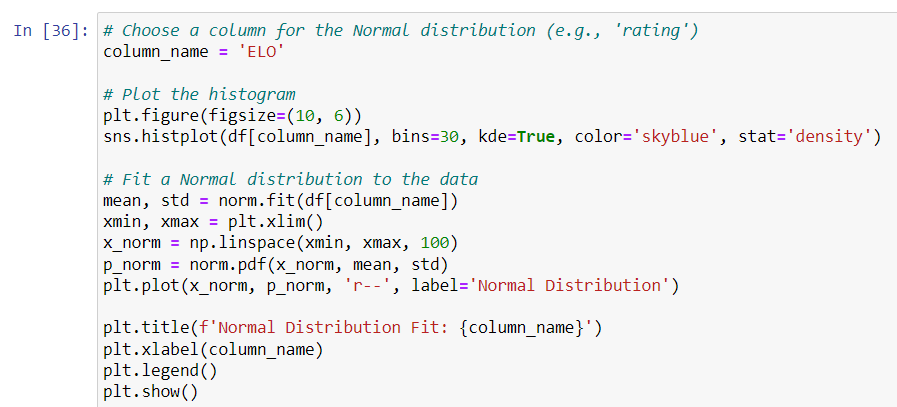 In [36]: # Choose a column for the Normal distribution (e.g., 'rating')
column_name = 'ELO'
# Plot the histogram
plt.figure(figsize=(10, 6))
sns.histplot(df[column_name], bins=30, kde=True, color='skyblue', stat='density')
# Fit a Normal distribution to the data
mean, std = norm.fit(df[column_name])
xmin, xmax = plt.xlim()
x_norm = np.linspace(xmin, xmax, 100)
p_norm = norm.pdf(x_norm, mean, std)
plt.plot(x_norm, p_norm, 'r--', label='Normal Distribution')
plt.title(f'Normal Distribution Fit: {column_name}')
plt.xlabel(column_name)
plt.legend()
plt.show()